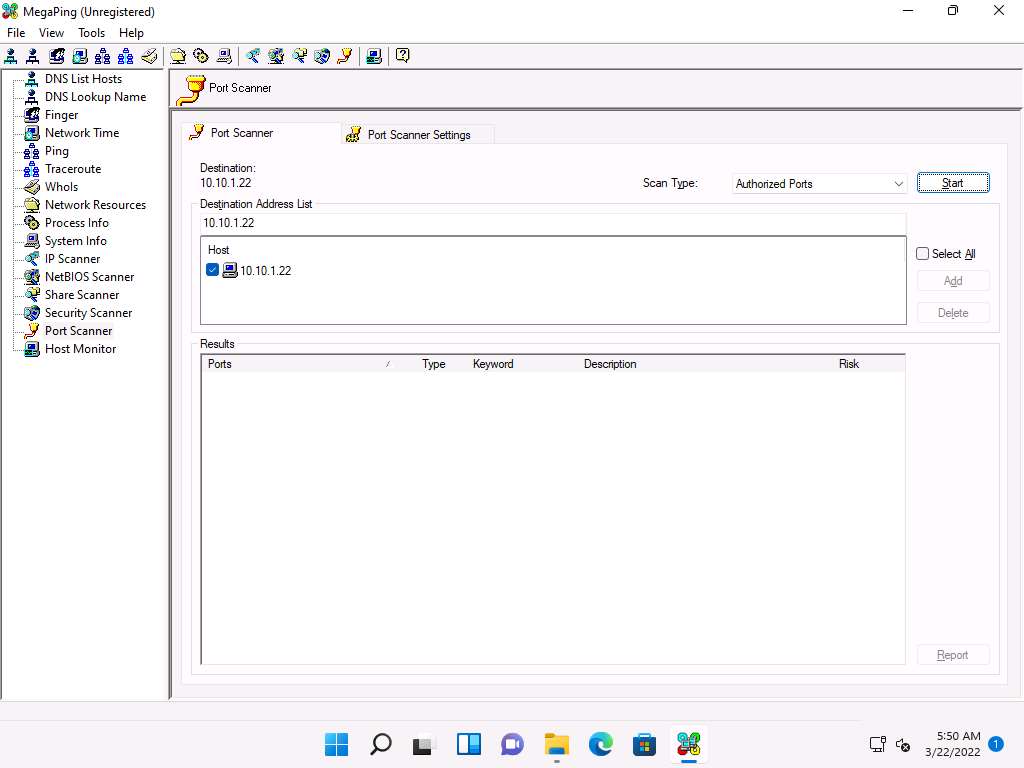 MegaPing (Unregistered)
File View Tools Help
DNS List Hosts
DNS Lookup Name
Finger
Network Time
Ping
Traceroute
WhoIs
Network Resources
Process Info
System Info
IP Scanner
NetBIOS Scanner
Share Scanner
Security Scanner
Port Scanner
Host Monitor
Port Scanner
Port Scanner Port Scanner Settings
Destination:
10.10.1.22
Scan Type: Authorized Ports Start
Destination Address List
10.10.1.22
Host
10.10.1.22
Select All
Add
Delete
Results
Ports Type Keyword Description Risk
Report
5:50 AM
3/22/2022
1